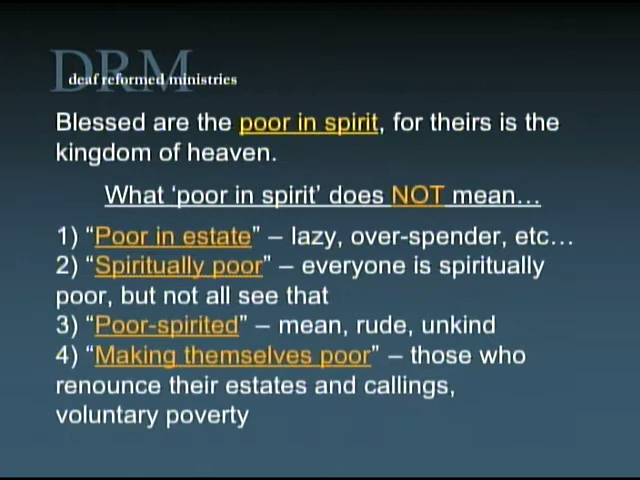 DRM
deaf reformed ministries
Blessed are the poor in spirit, for theirs is the
kingdom of heaven.
What ‘poor in spirit’ does NOT mean…
1) “Poor in estate” – lazy, over-spender, etc…
2) “Spiritually poor” – everyone is spiritually
poor, but not all see that
3) “Poor-spirited” – mean, rude, unkind
4) “Making themselves poor” – those who
renounce their estates and callings,
voluntary poverty